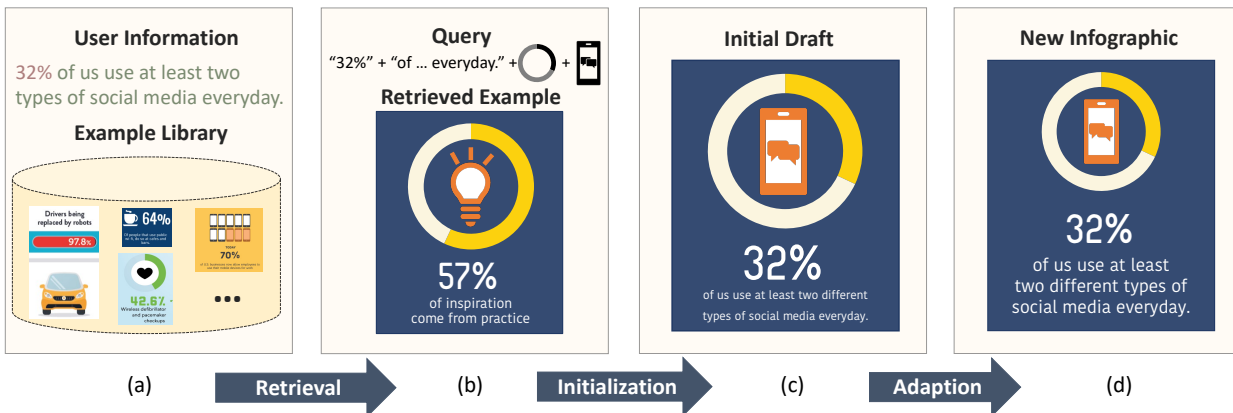 User Information
32% of us use at least two
types of social media everyday.
Example Library
Drivers being
replaced by robots
97.8%
64%
TODAY
70%
42.6%
Wireless defibrillator
and pacemaker
checkups
(a)
Retrieval
Query
“32%” + “of ... everyday.” + +
Retrieved Example
57%
of inspiration
come from practice
(b)
Initialization
Initial Draft
32%
of us use at least two different
types of social media everyday.
(c)
Adaption
New Infographic
32%
of us use at least
two different types of
social media everyday.
(d)